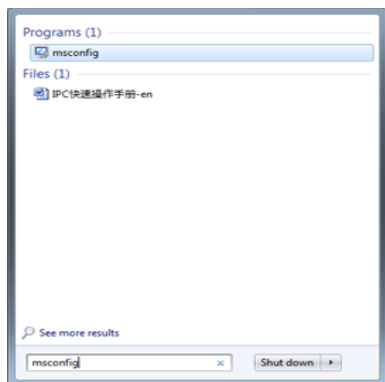 Programs (1)
msconfig
Files (1)
IPC快速操作手册-en
See more results
msconfig
Shut down